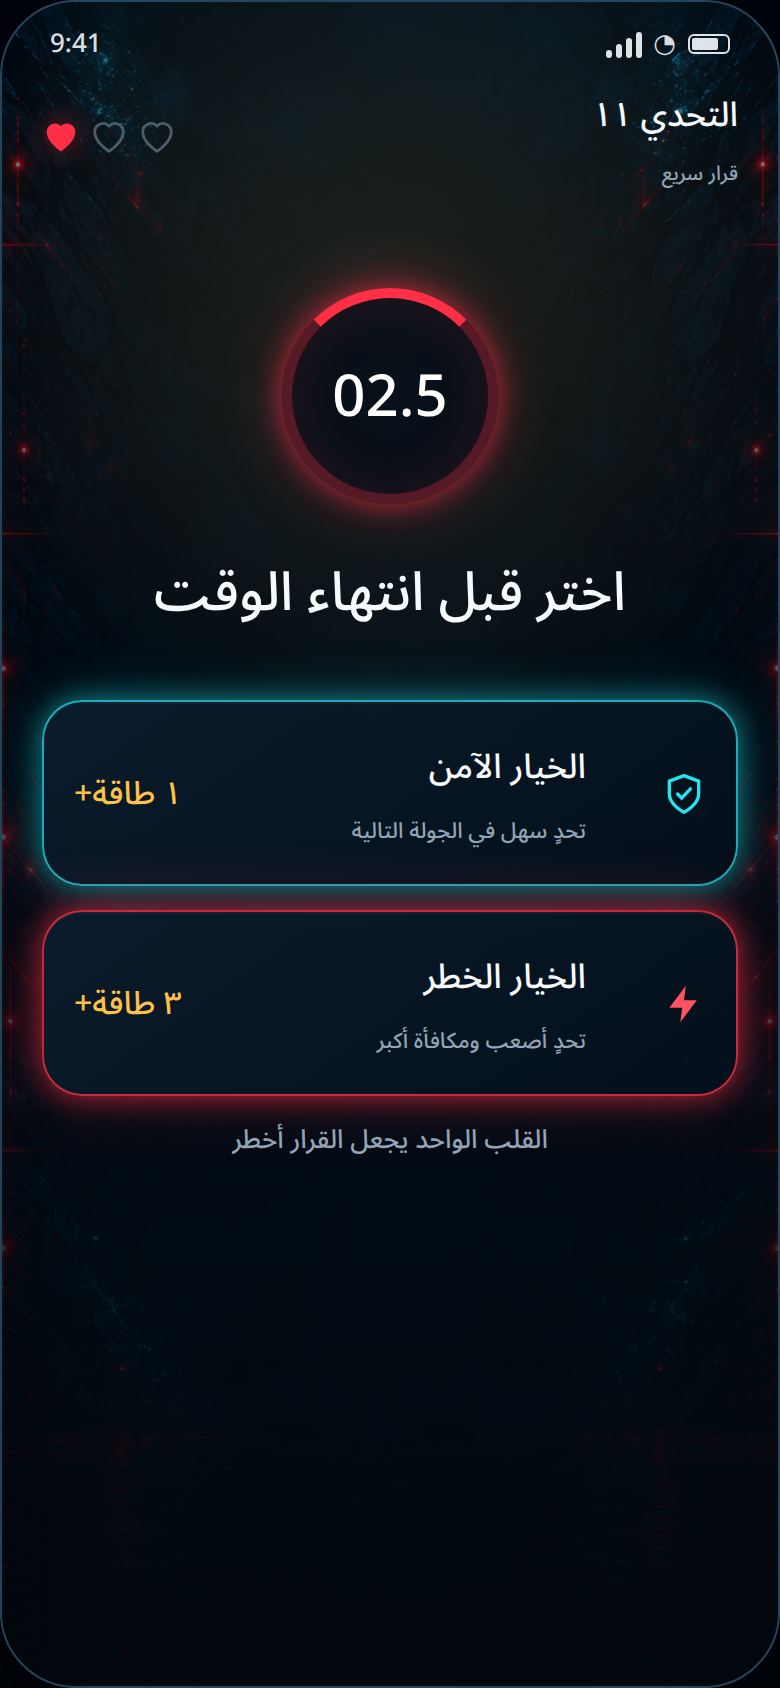 9:41
التحدي ١١
قرار سريع
02.5
اختر قبل انتهاء الوقت
الخيار الآمن
تحدٍ سهل في الجولة التالية
١ طاقة+
الخيار الخطر
تحدٍ أصعب ومكافأة أكبر
٣ طاقة+
القلب الواحد يجعل القرار أخطر